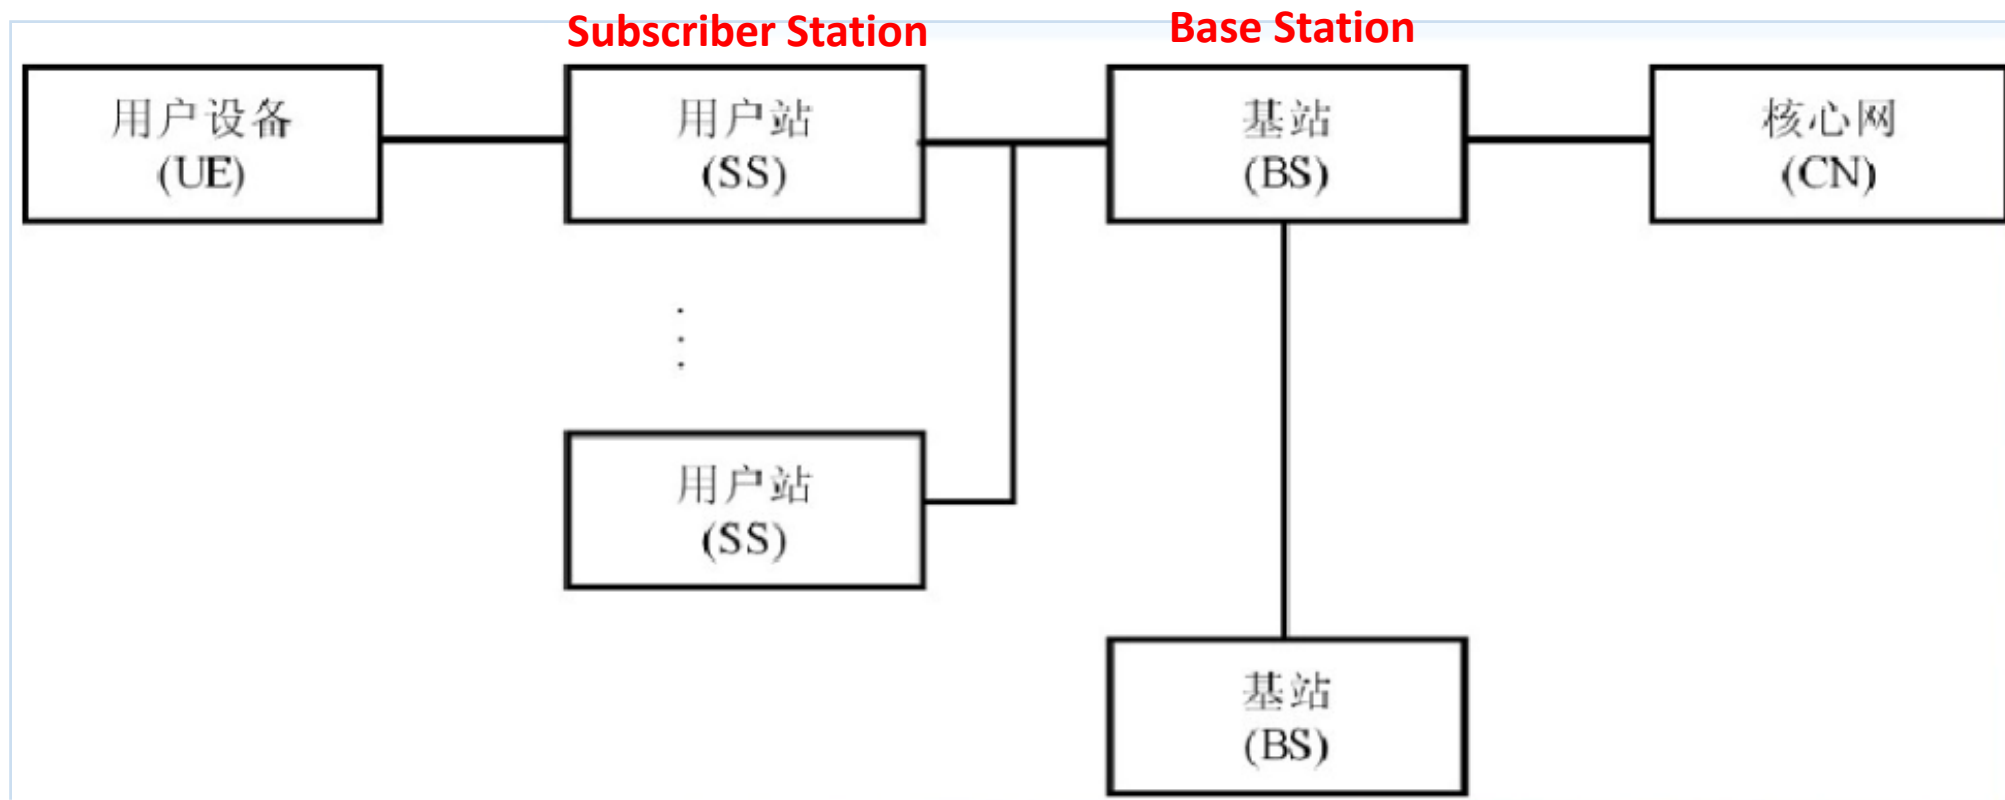 Subscriber Station
Base Station
用户设备
(UE)
用户站
(SS)
基站
(BS)
核心网
(CN)
用户站
(SS)
基站
(BS)